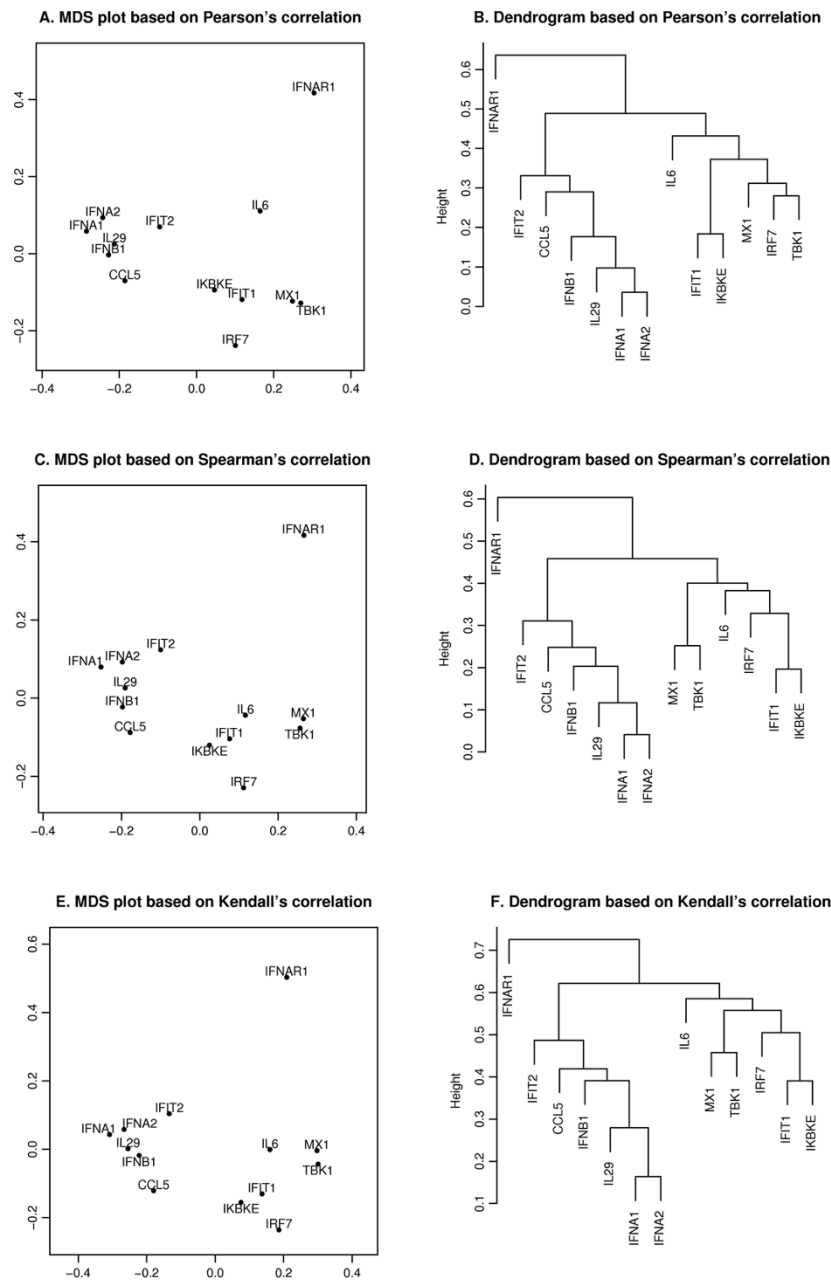 A. MDS plot based on Pearson's correlation
IFNAR1
IL6
IFNA2
IFIT2
IFNA1
IL29
IFNB1
CCL5
IKBKE
IFIT1
MX1
TBK1
IRF7
0.4
0.2
0.0
−0.2
−0.4 −0.2 0.0 0.2 0.4
B. Dendrogram based on Pearson's correlation
Height
0.6
0.5
0.4
0.3
0.2
0.1
0.0
IFNAR1
IFIT2
CCL5
IFNB1
IL29
IFNA1
IFNA2
IL6
IFIT1
IKBKE
MX1
IRF7
TBK1
C. MDS plot based on Spearman's correlation
IFNAR1
IFIT2
IFNA2
IFNA1
IL29
IFNB1
CCL5
IL6
MX1
IFIT1
TBK1
IKBKE
IRF7
0.4
0.2
0.0
−0.2
−0.4 −0.2 0.0 0.2 0.4
D. Dendrogram based on Spearman's correlation
Height
0.6
0.5
0.4
0.3
0.2
0.1
0.0
IFNAR1
IFIT2
CCL5
IFNB1
IL29
IFNA1
IFNA2
MX1
TBK1
IL6
IRF7
IFIT1
IKBKE
E. MDS plot based on Kendall's correlation
IFNAR1
IFIT2
IFNA2
IFNA1
IL29
IFNB1
CCL5
IL6
MX1
TBK1
IFIT1
IKBKE
IRF7
0.6
0.4
0.2
0.0
−0.2
−0.4 −0.2 0.0 0.2 0.4
F. Dendrogram based on Kendall's correlation
Height
0.7
0.6
0.5
0.4
0.3
0.2
0.1
IFNAR1
IFIT2
CCL5
IFNB1
IL29
IFNA1
IFNA2
IL6
MX1
TBK1
IRF7
IFIT1
IKBKE